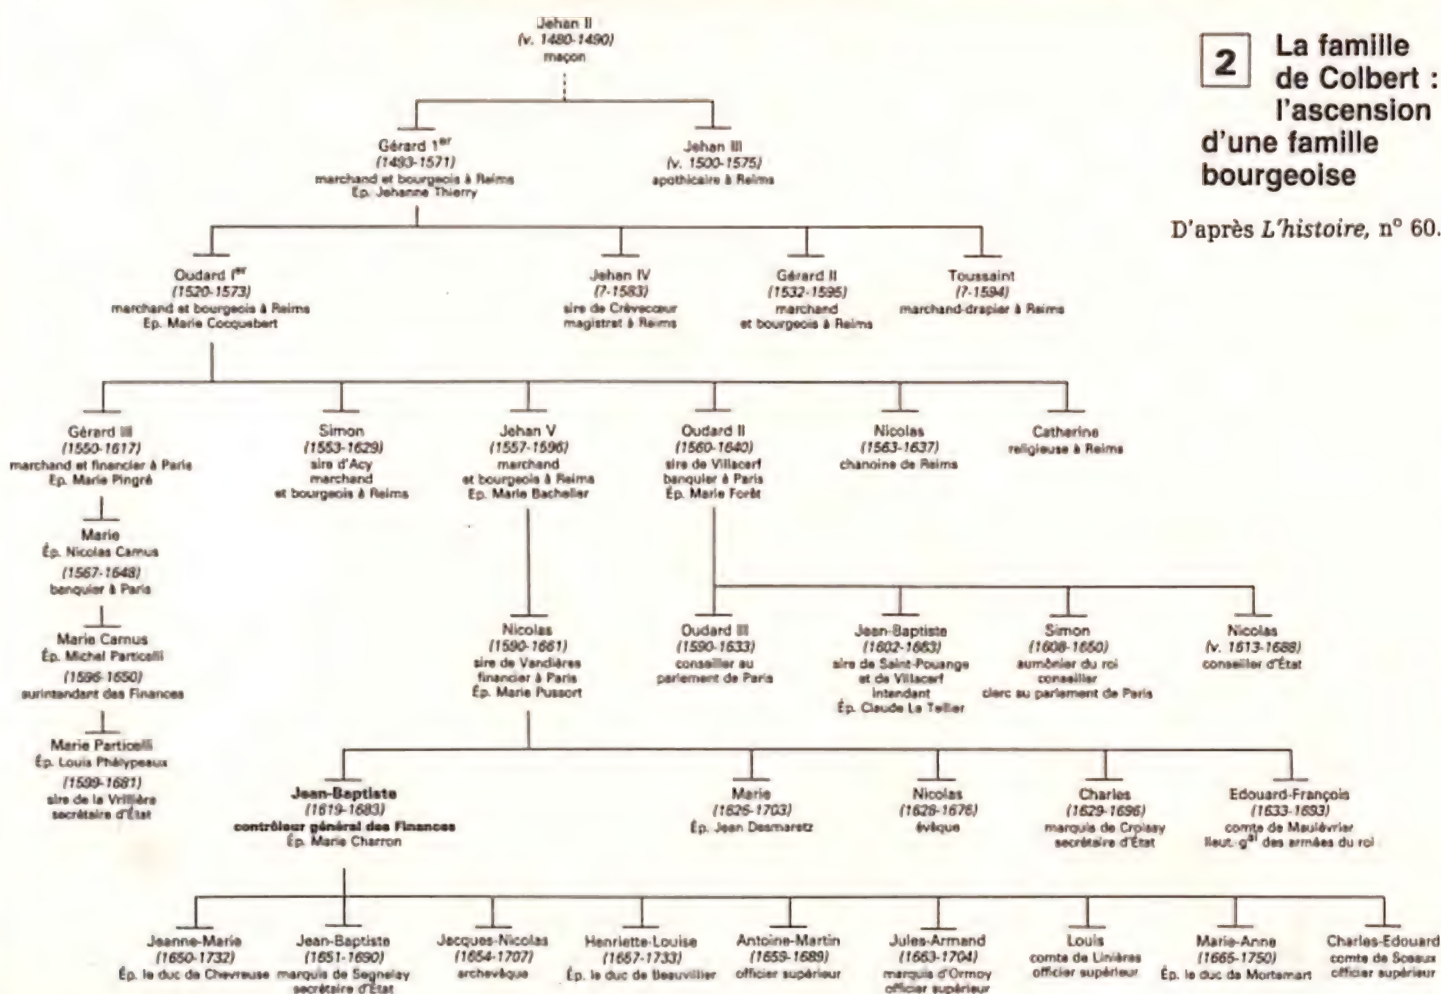 2
La famille
de Colbert :
l'ascension
d'une famille
bourgeoise
D'après L'histoire, n° 60.
Jehan II
(v. 1480-1490)
maçon
Gérard 1er
(1493-1571)
marchand et bourgeois à Reims
Ép. Jehanne Thierry
Jehan III
(v. 1500-1575)
apothicaire à Reims
Oudard Ier
(1520-1573)
marchand et bourgeois à Reims
Ep. Marie Cocquebert
Jehan IV
(?-1583)
sire de Crèvecœur
magistrat à Reims
Gérard II
(1532-1595)
marchand
et bourgeois à Reims
Toussaint
(?-1594)
marchand-drapier à Reims
Gérard III
(1550-1617)
marchand et financier à Paris
Ep. Marie Pingré
Simon
(1553-1629)
sire d'Acy
marchand
et bourgeois à Reims
Jehan V
(1557-1596)
marchand
et bourgeois à Reims
Ép. Marie Bachelier
Oudard II
(1560-1640)
sire de Villacerf
banquier à Paris
Ép. Marie Forêt
Nicolas
(1563-1637)
chanoine de Reims
Catherine
religieuse à Reims
Marie
Ép. Nicolas Camus
(1567-1648)
banquier à Paris
Marie Camus
Ép. Michel Particelli
(1596-1650)
surintendant des Finances
Marie Particelli
Ép. Louis Phélypeaux
(1599-1681)
sire de la Vrillière
secrétaire d'État
Nicolas
(1590-1661)
sire de Vandières
financier à Paris
Ép. Marie Pussort
Oudard III
(1590-1633)
conseiller au
parlement de Paris
Jean-Baptiste
(1602-1663)
sire de Saint-Pouange
et de Villacerf
intendant
Ép. Claude Le Tellier
Simon
(1608-1650)
aumônier du roi
conseiller
clerc au parlement de Paris
Nicolas
(v. 1613-1688)
conseiller d'État
Jean-Baptiste
(1619-1683)
contrôleur général des Finances
Ép. Marie Charron
Marie
(1626-1703)
Ép. Jean Desmaretz
Nicolas
(1628-1676)
évêque
Charles
(1629-1696)
marquis de Croissy
secrétaire d'État
Edouard-François
(1633-1693)
comte de Maulévrier
lieut.-gal des armées du roi
Jeanne-Marie
(1650-1732)
Ép. le duc de Chevreuse
Jean-Baptiste
(1651-1690)
marquis de Segnelay
secrétaire d'État
Jacques-Nicolas
(1654-1707)
archevêque
Henriette-Louise
(1657-1733)
Ép. le duc de Beauvillier
Antoine-Martin
(1659-1689)
officier supérieur
Jules-Armand
(1663-1704)
marquis d'Ormoy
officier supérieur
Louis
comte de Linières
officier supérieur
Marie-Anne
(1665-1750)
Ép. le duc de Mortemart
Charles-Edouard
comte de Sceaux
officier supérieur